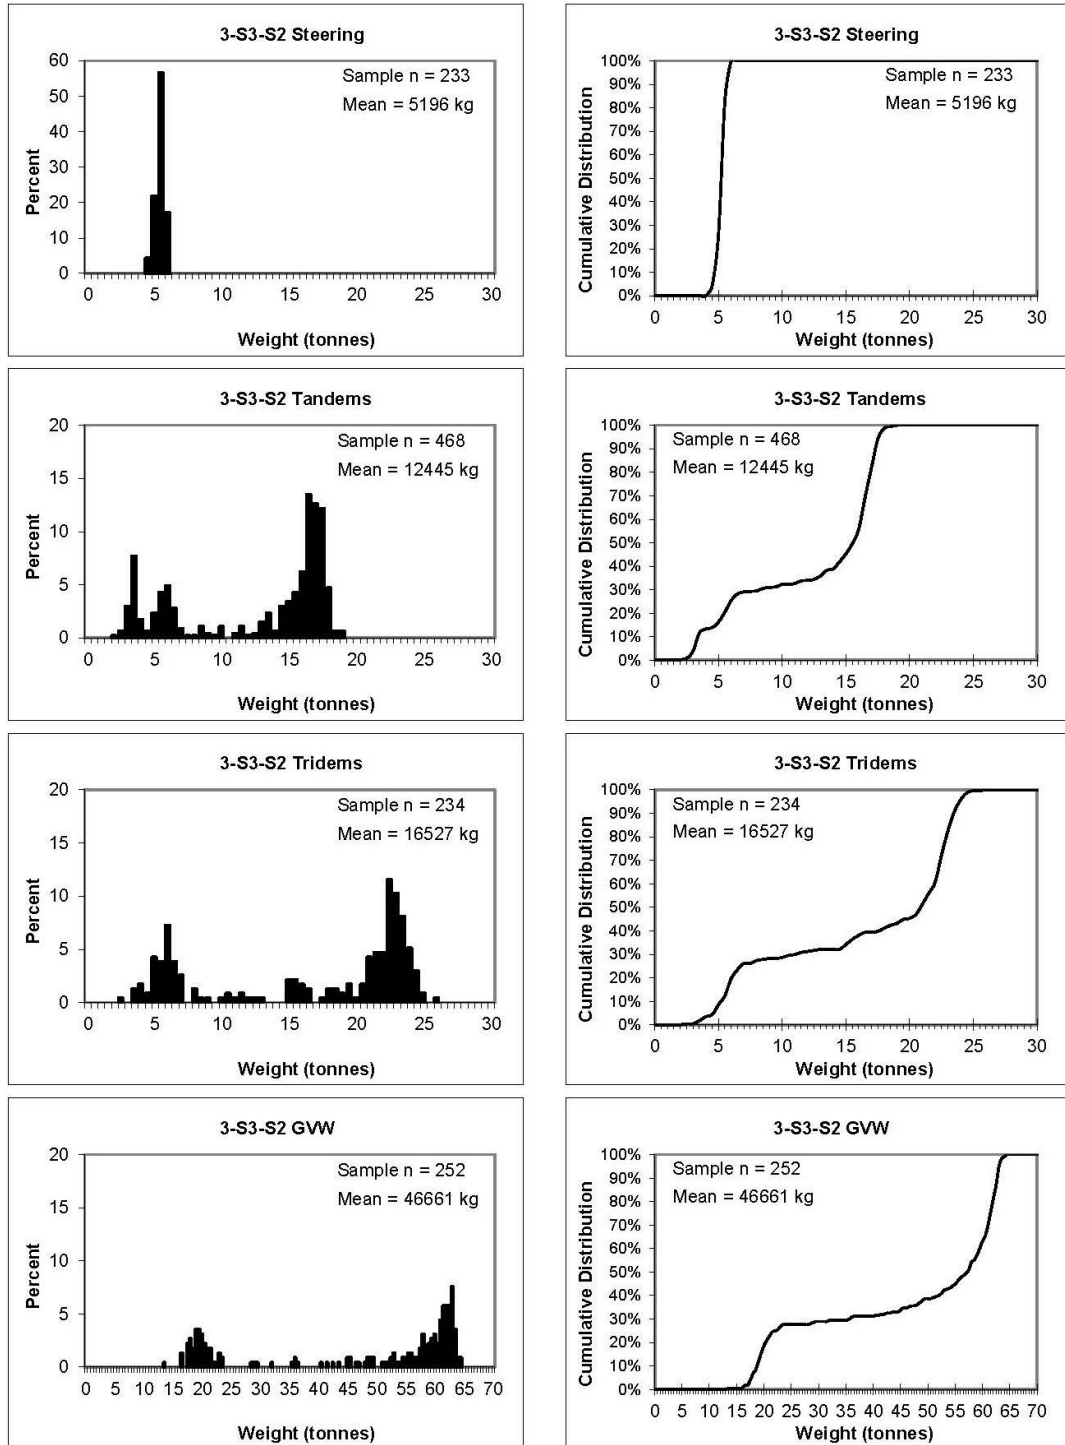 3-S3-S2 Steering
Sample n = 233
Mean = 5196 kg
60
50
40
30
20
10
0
Percent
0 5 10 15 20 25 30
Weight (tonnes)
3-S3-S2 Steering
Sample n = 233
Mean = 5196 kg
100%
90%
80%
70%
60%
50%
40%
30%
20%
10%
0%
Cumulative Distribution
0 5 10 15 20 25 30
Weight (tonnes)
3-S3-S2 Tandems
Sample n = 468
Mean = 12445 kg
20
15
10
5
0
Percent
0 5 10 15 20 25 30
Weight (tonnes)
3-S3-S2 Tandems
Sample n = 468
Mean = 12445 kg
100%
90%
80%
70%
60%
50%
40%
30%
20%
10%
0%
Cumulative Distribution
0 5 10 15 20 25 30
Weight (tonnes)
3-S3-S2 Tridems
Sample n = 234
Mean = 16527 kg
20
15
10
5
0
Percent
0 5 10 15 20 25 30
Weight (tonnes)
3-S3-S2 Tridems
Sample n = 234
Mean = 16527 kg
100%
90%
80%
70%
60%
50%
40%
30%
20%
10%
0%
Cumulative Distribution
0 5 10 15 20 25 30
Weight (tonnes)
3-S3-S2 GVW
Sample n = 252
Mean = 46661 kg
20
15
10
5
0
Percent
0 5 10 15 20 25 30 35 40 45 50 55 60 65 70
Weight (tonnes)
3-S3-S2 GVW
Sample n = 252
Mean = 46661 kg
100%
90%
80%
70%
60%
50%
40%
30%
20%
10%
0%
Cumulative Distribution
0 5 10 15 20 25 30 35 40 45 50 55 60 65 70
Weight (tonnes)